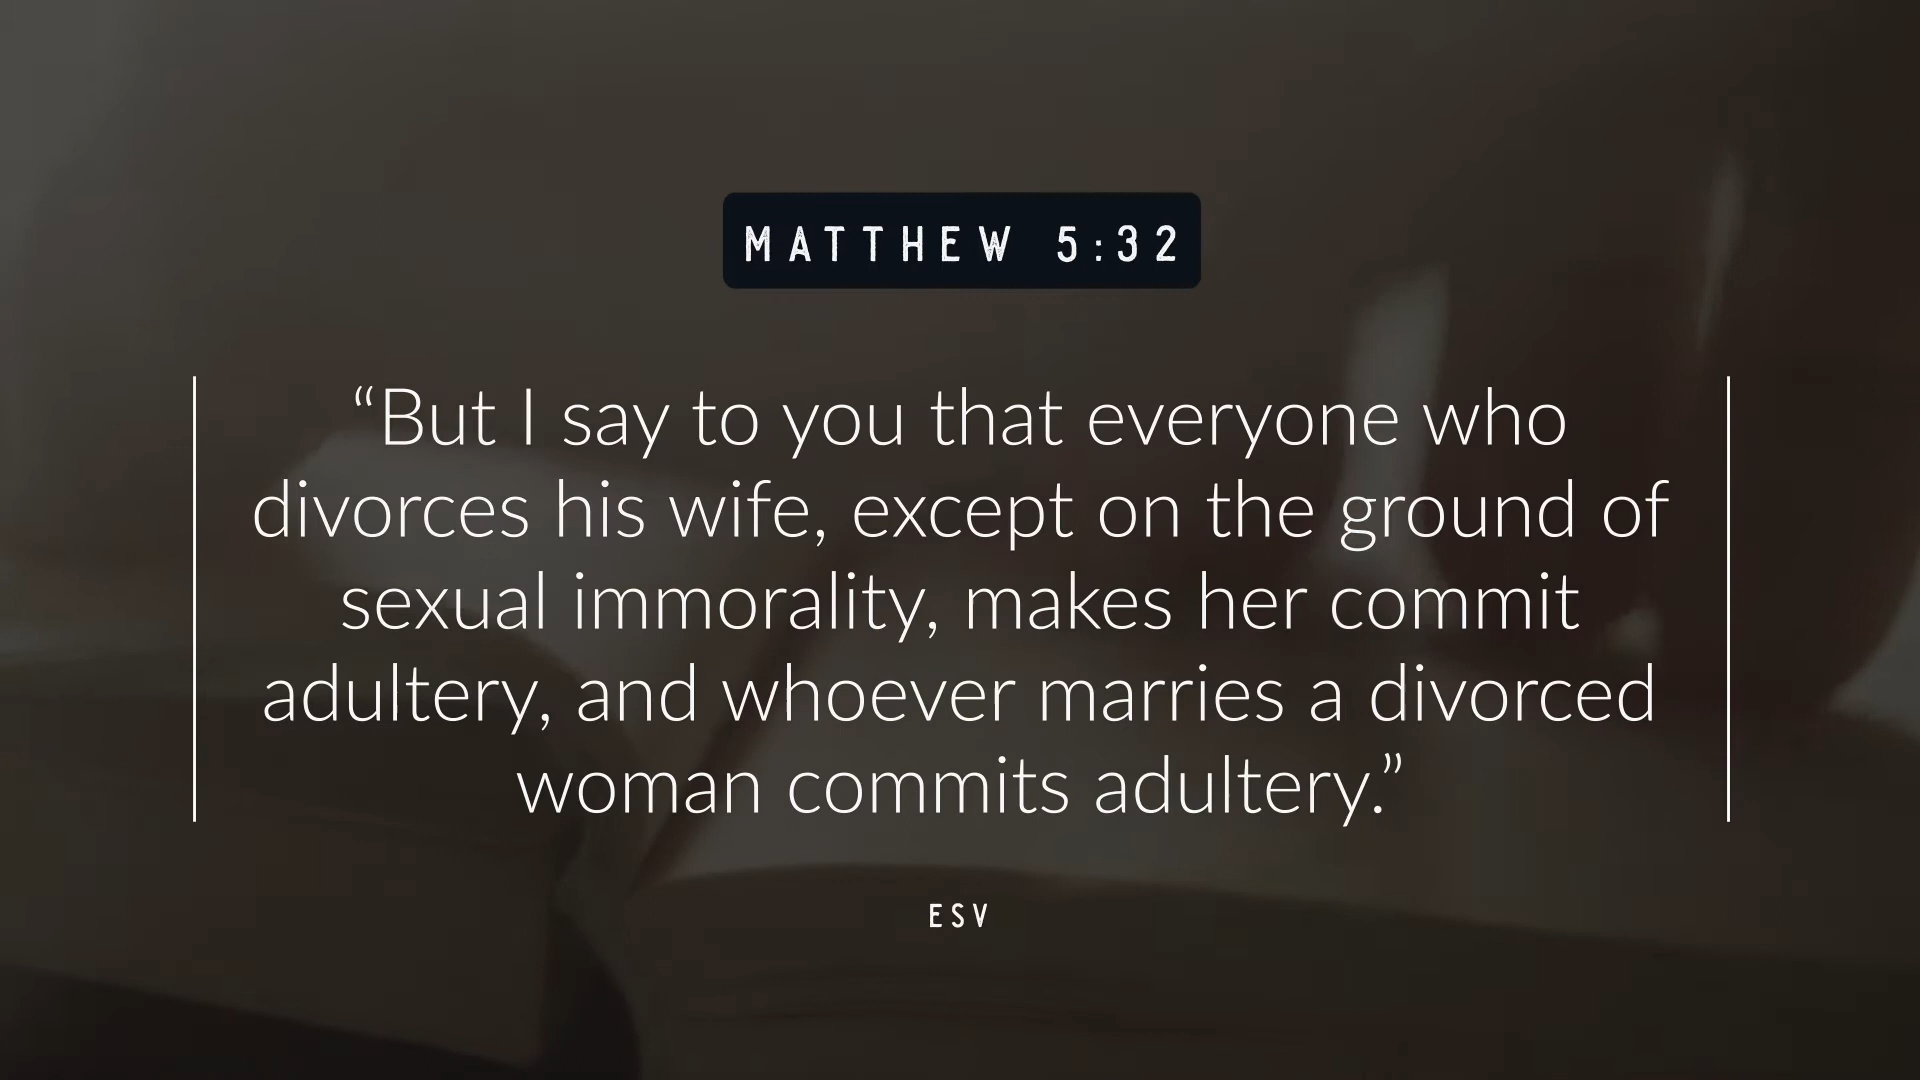 MATTHEW 5:32
“But I say to you that everyone who
divorces his wife, except on the ground of
sexual immorality, makes her commit
adultery, and whoever marries a divorced
woman commits adultery.”
ESV